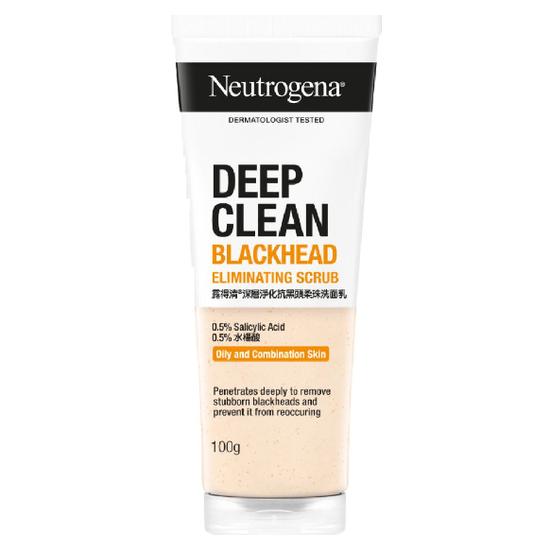 Neutrogena®
DERMATOLOGIST TESTED
DEEP
CLEAN
BLACKHEAD
ELIMINATING SCRUB
露得清®深層淨化抗黑頭柔珠洗面乳
0.5% Salicylic Acid
0.5% 水楊酸
Oily and Combination Skin
Penetrates deeply to remove
stubborn blackheads and
prevent it from reoccuring
100g